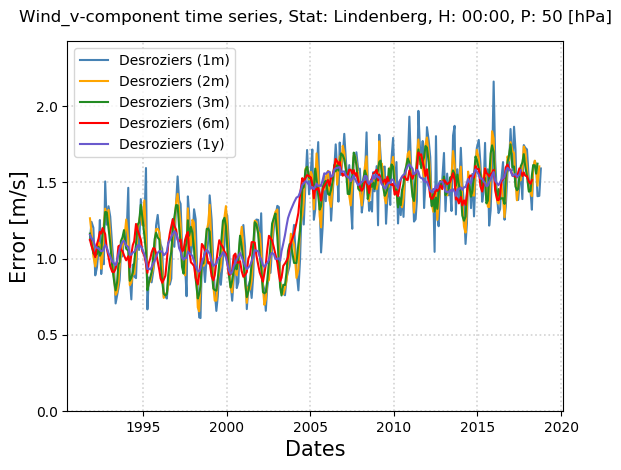 Wind_v-component time series, Stat: Lindenberg, H: 00:00, P: 50 [hPa]
Desroziers (1m)
Desroziers (2m)
Desroziers (3m)
Desroziers (6m)
Desroziers (1y)
Error [m/s]
2.0
1.5
1.0
0.5
0.0
1995 2000 2005 2010 2015 2020
Dates